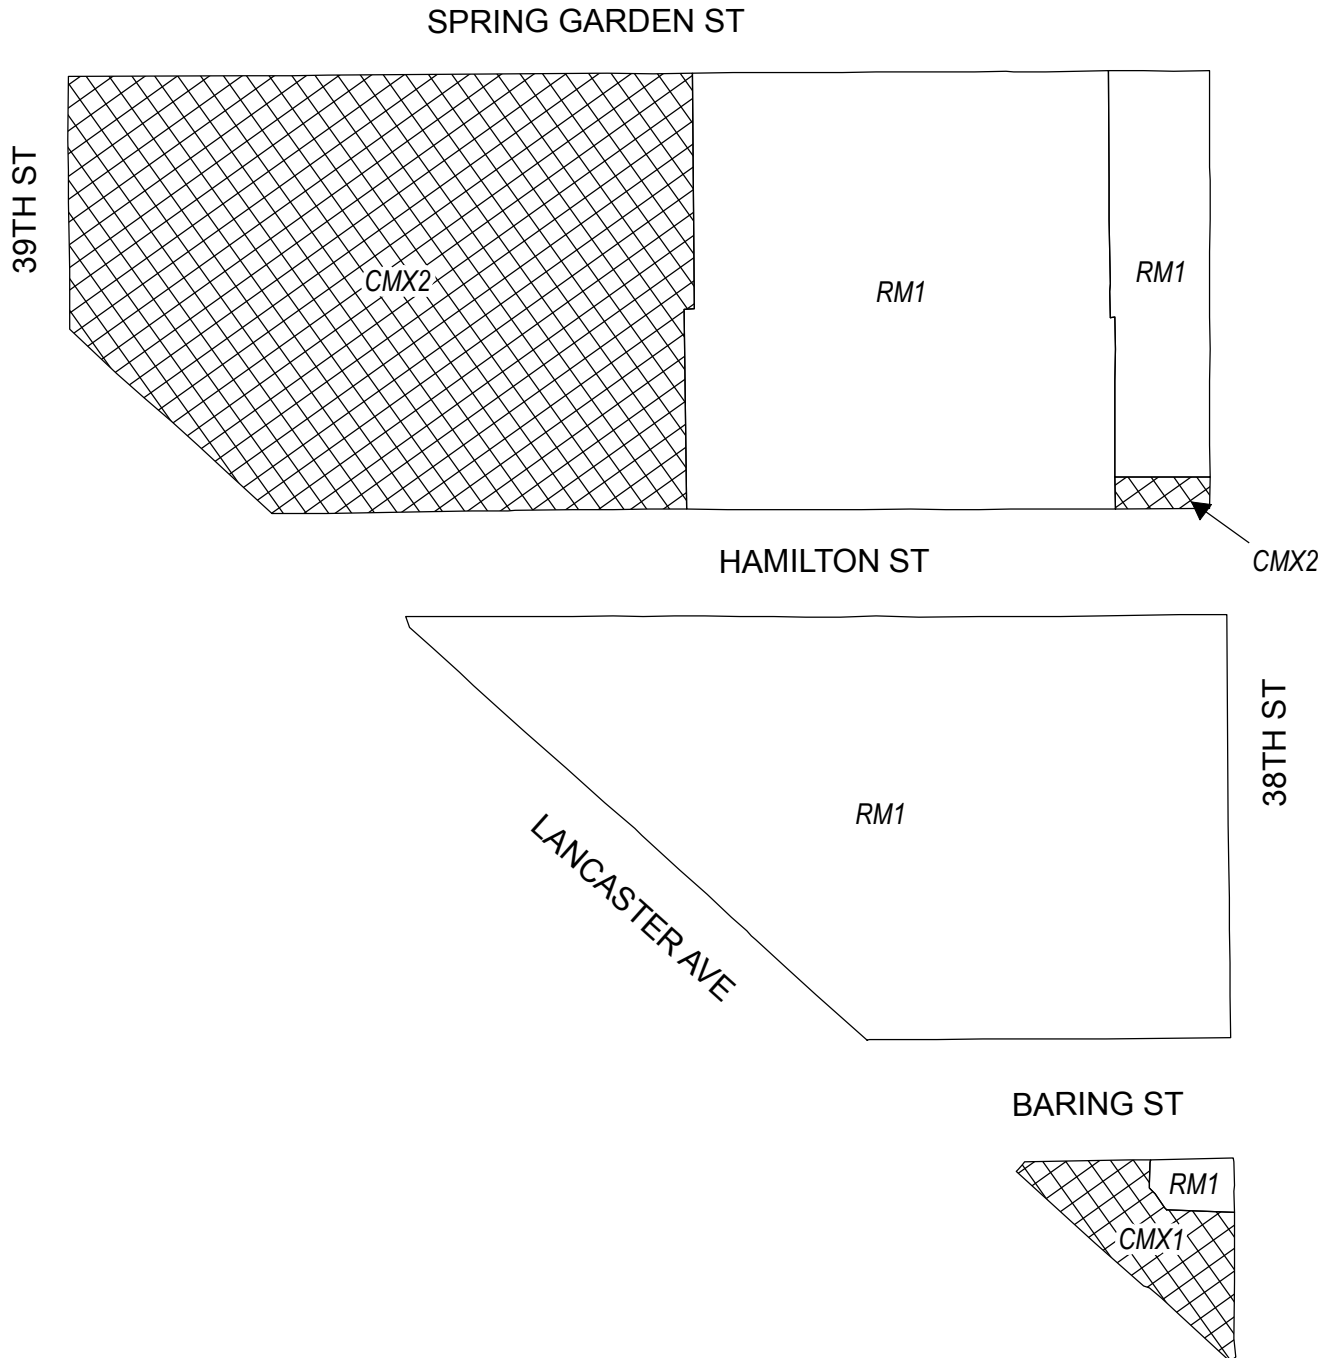 SPRING GARDEN ST
39TH ST
CMX2
RM1
RM1
HAMILTON ST
CMX2
38TH ST
RM1
LANCASTER AVE
BARING ST
RM1
CMX1